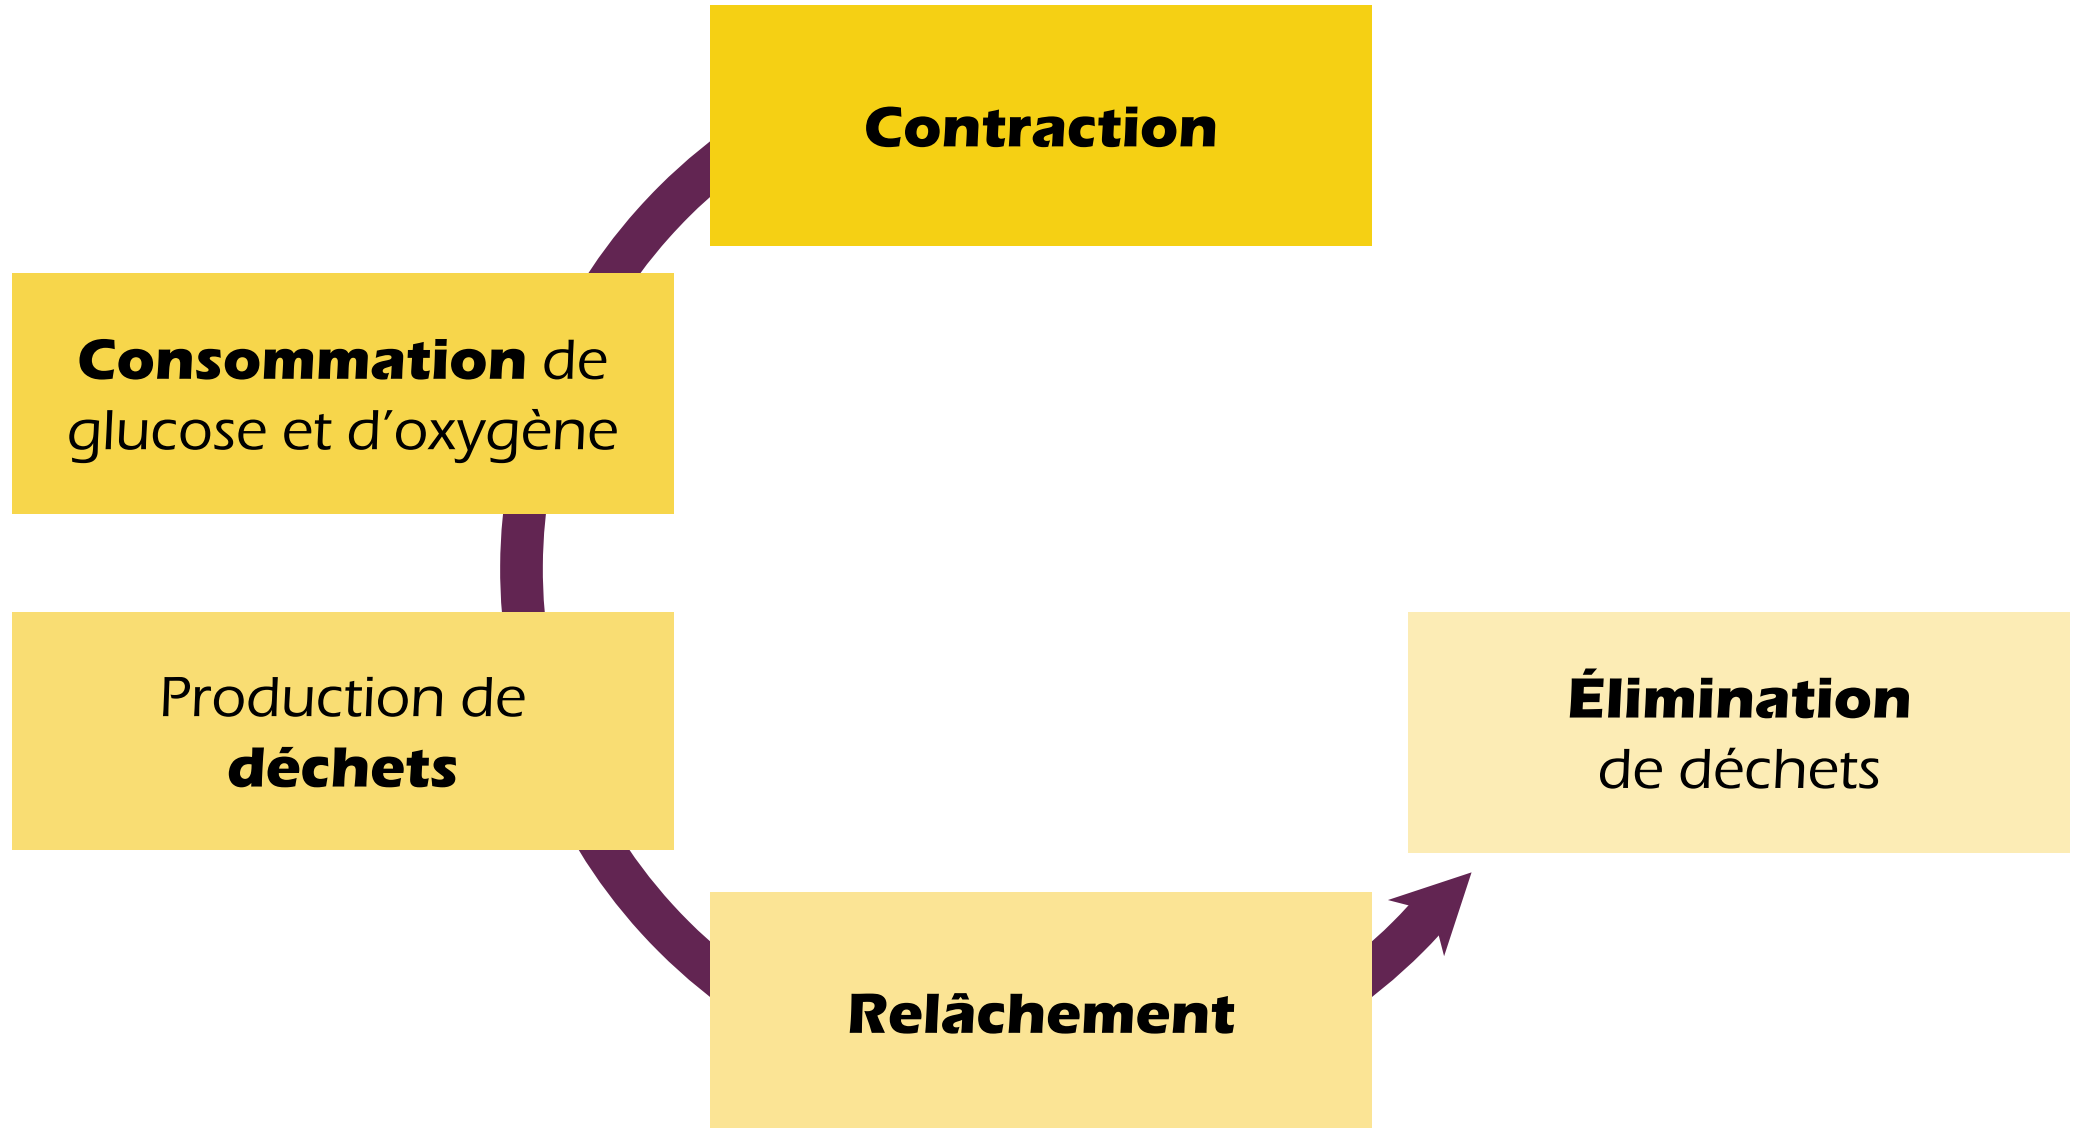 Contraction
Consommation de
glucose et d’oxygène
Production de
déchets
Relâchement
Élimination
de déchets